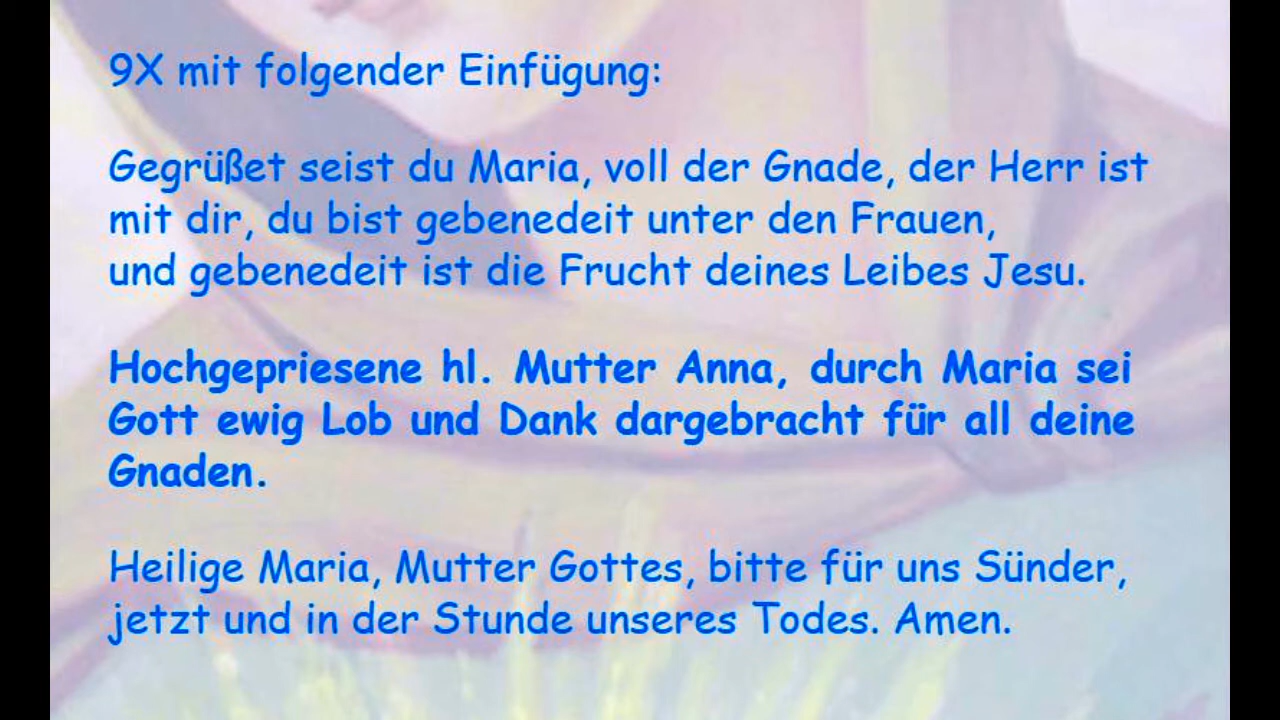 9X mit folgender Einfügung:
Gegrüßet seist du Maria, voll der Gnade, der Herr ist
mit dir, du bist gebenedeit unter den Frauen,
und gebenedeit ist die Frucht deines Leibes Jesu.
Hochgepriesene hl. Mutter Anna, durch Maria sei
Gott ewig Lob und Dank dargebracht für all deine
Gnaden.
Heilige Maria, Mutter Gottes, bitte für uns Sünder,
jetzt und in der Stunde unseres Todes. Amen.